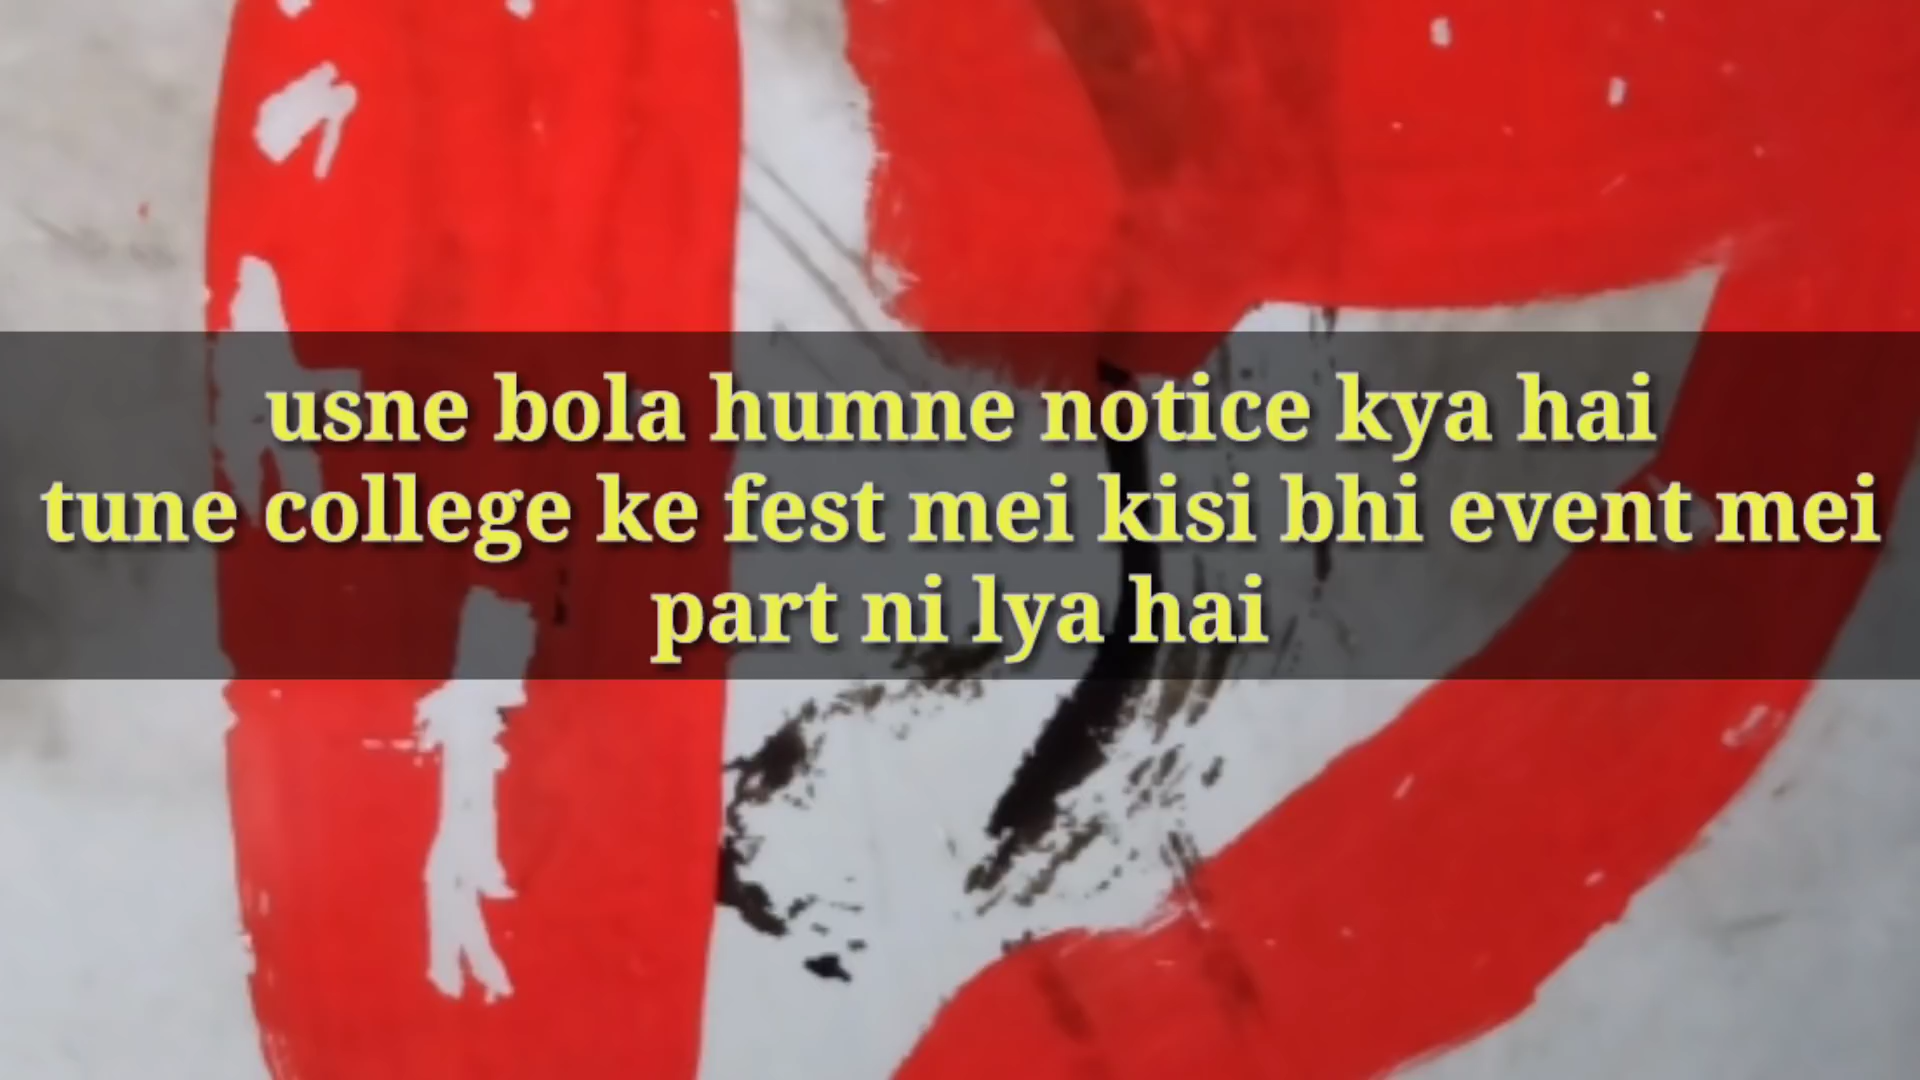 usne bola humne notice kya hai
tune college ke fest mei kisi bhi event mei
part ni lya hai